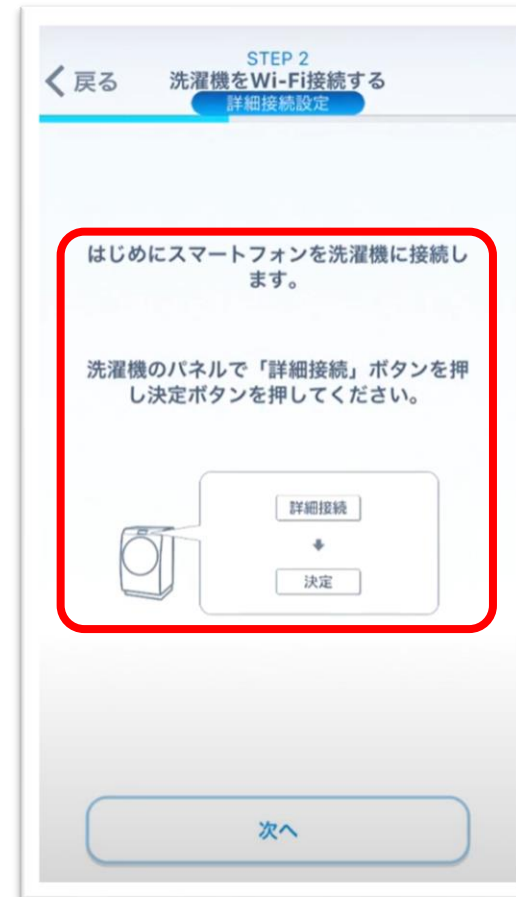 STEP 2
戻る
洗濯機をWi-Fi接続する
詳細接続設定
はじめにスマートフォンを洗濯機に接続し
ます。
洗濯機のパネルで「詳細接続」ボタンを押
し決定ボタンを押してください。
詳細接続
決定
次へ